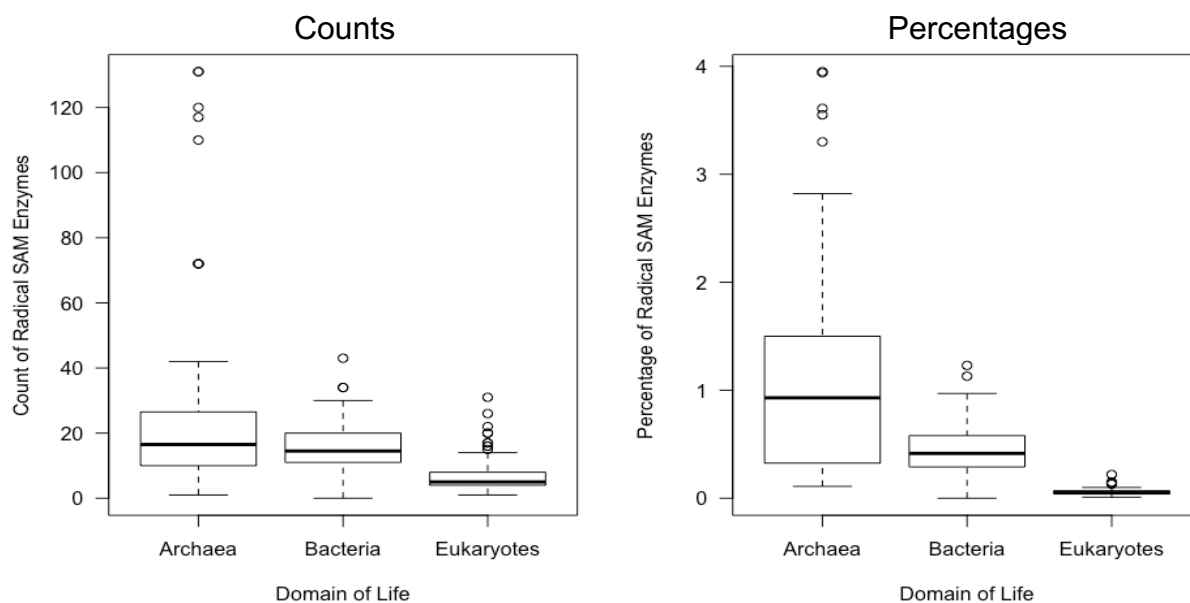 Counts
Count of Radical SAM Enzymes
120
100
80
60
40
20
0
Archaea Bacteria Eukaryotes
Domain of Life
Percentages
Percentage of Radical SAM Enzymes
4
3
2
1
0
Archaea Bacteria Eukaryotes
Domain of Life